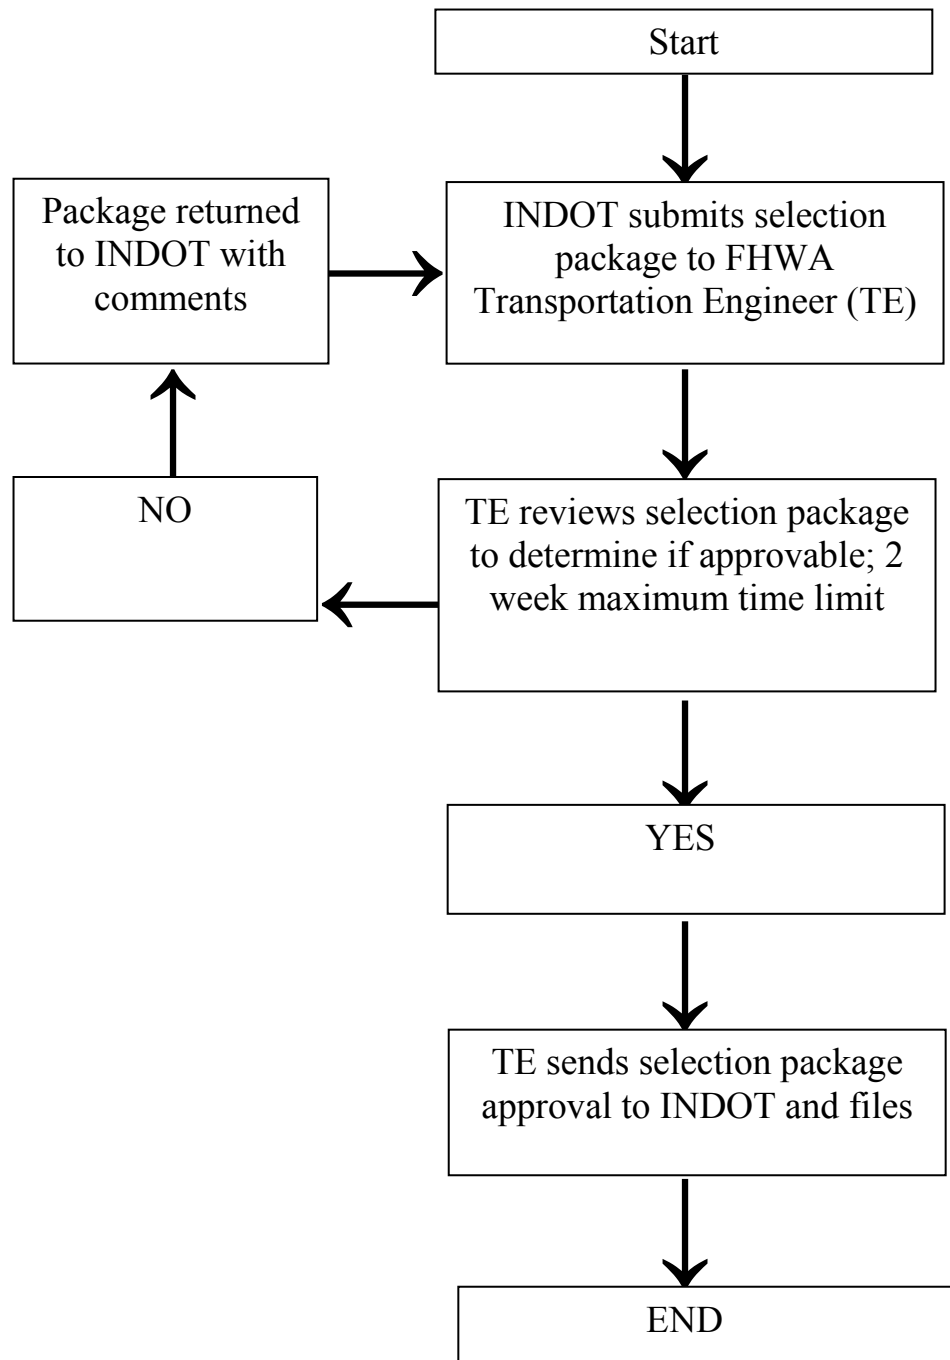 Start
Package returned
to INDOT with
comments
INDOT submits selection
package to FHWA
Transportation Engineer (TE)
NO
TE reviews selection package
to determine if approvable; 2
week maximum time limit
YES
TE sends selection package
approval to INDOT and files
END